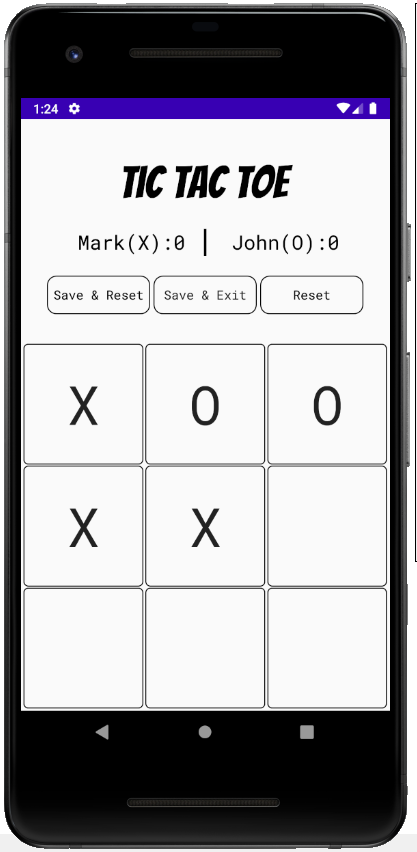 1:24
TIC TAC TOE
Mark(X):0 | John(O):0
Save & Reset Save & Exit Reset
X O O
X X